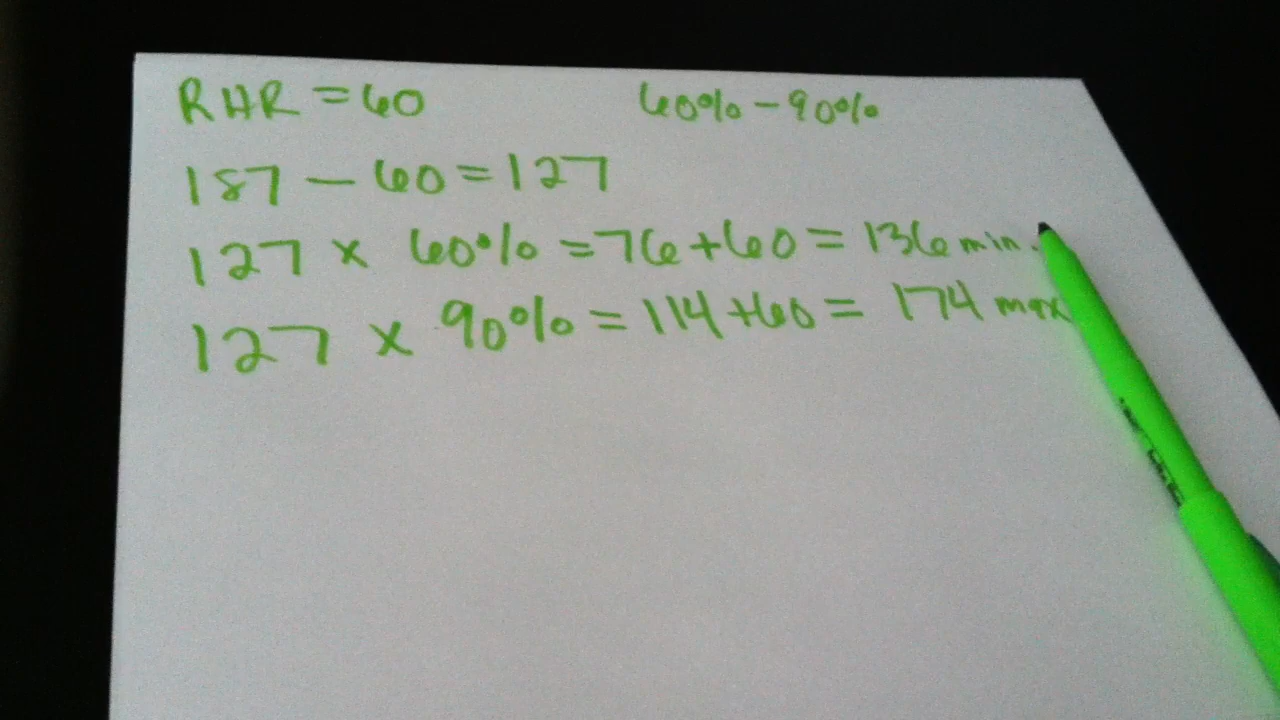 RHR = 60 60% - 90%
187 - 60 = 127
127 x 60% = 76 + 60 = 136 min.
127 x 90% = 114 + 60 = 174 max